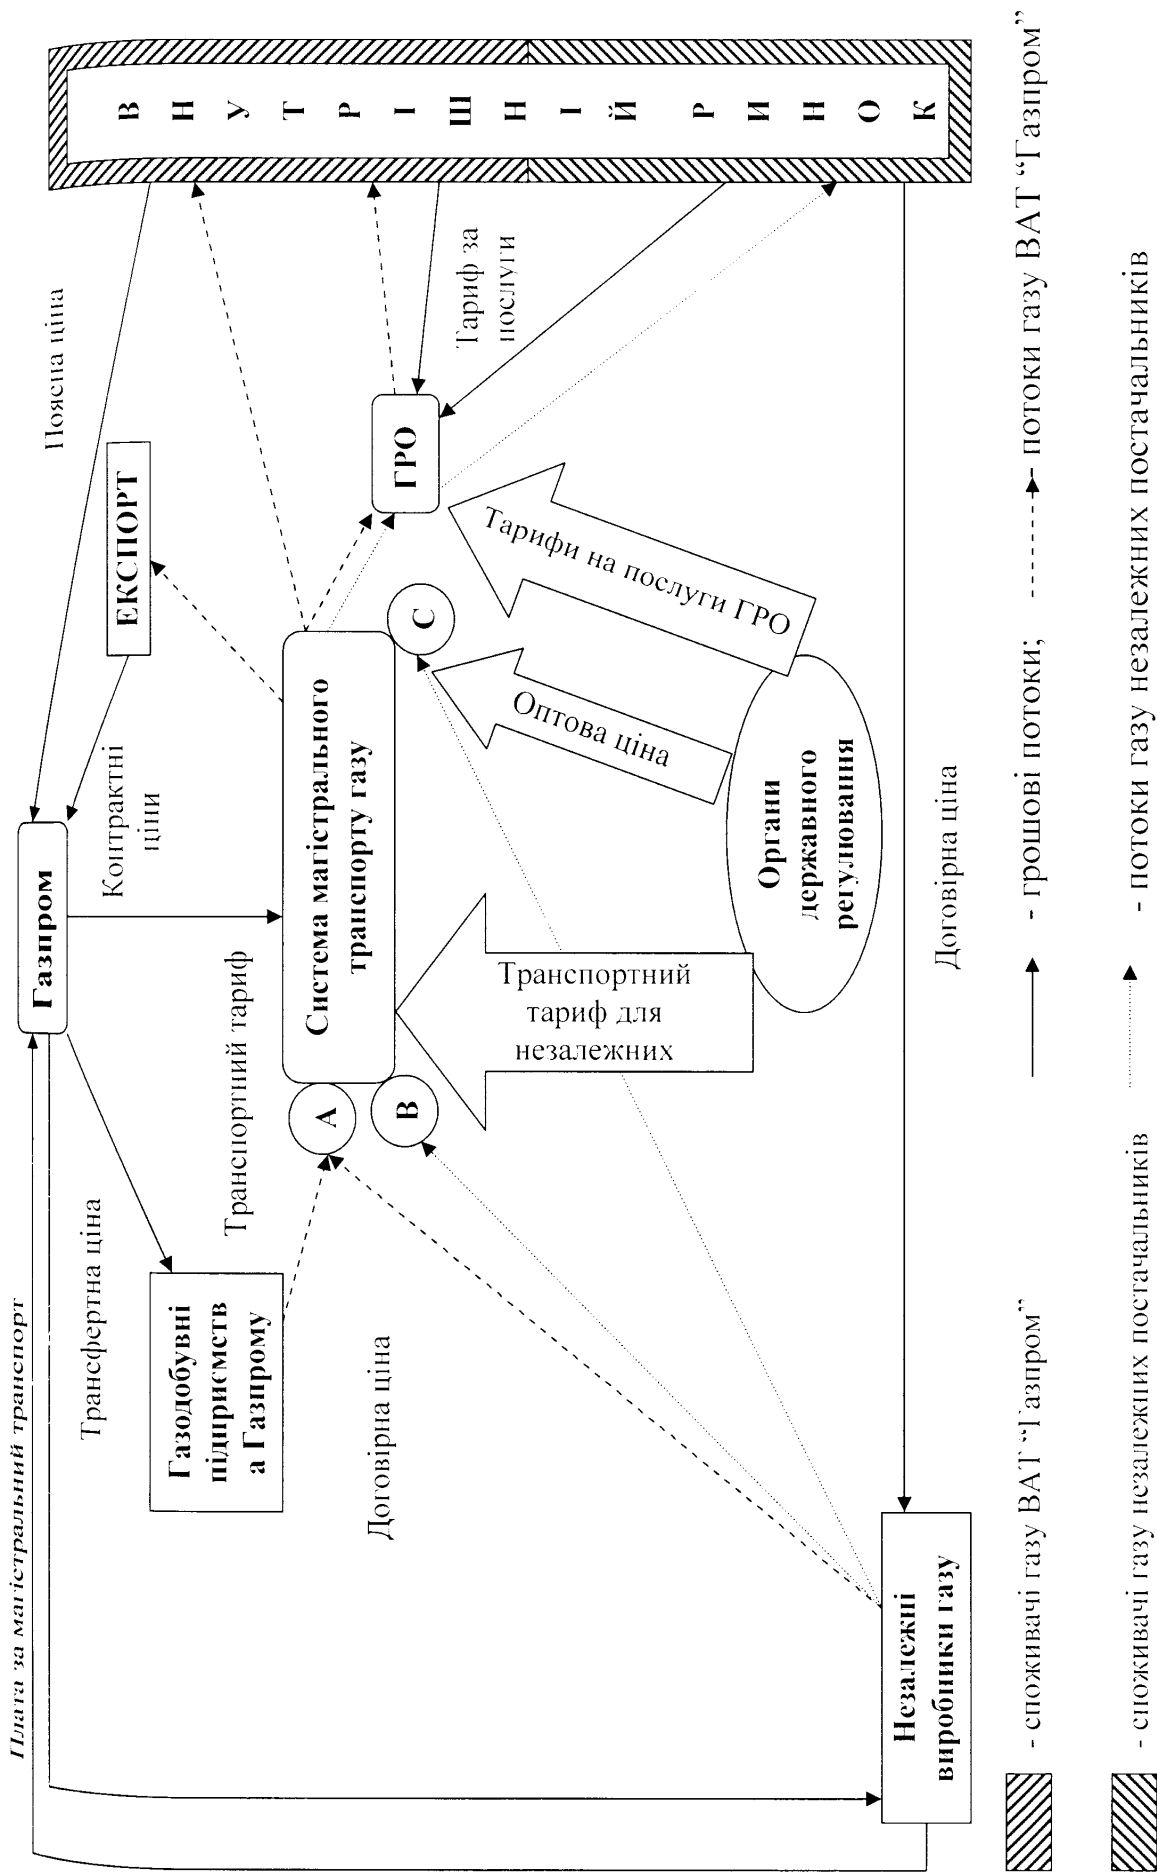 Плата за магістральний транспорт
Газпром
Поясна ціна
Трансфертна ціна
Контрактні
ціни
ЕКСПОРТ
Газодобувні
підприємств
а Газпрому
Транспортний тариф
Система магістрального
транспорту газу
А
В
С
ГРО
Тариф за
послуги
Договірна ціна
Транспортний
тариф для
незалежних
Оптова ціна
Тарифи на послуги ГРО
Органи
державного
регулювання
ВНУТРІШНІЙ РИНОК
Незалежні
виробники газу
Договірна ціна
- споживачі газу ВАТ “Газпром”
- грошові потоки;
- потоки газу ВАТ “Газпром”
- споживачі газу незалежних постачальників
- потоки газу незалежних постачальників